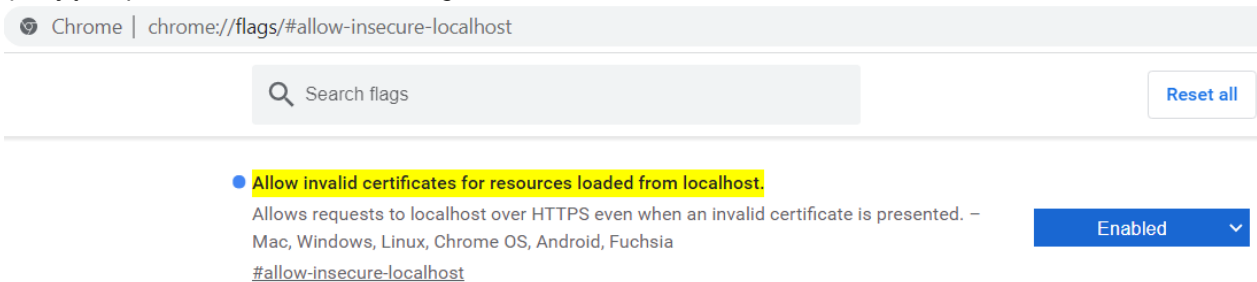 Chrome | chrome://flags/#allow-insecure-localhost
Search flags
Reset all
Allow invalid certificates for resources loaded from localhost.
Allows requests to localhost over HTTPS even when an invalid certificate is presented. –
Mac, Windows, Linux, Chrome OS, Android, Fuchsia
Enabled
#allow-insecure-localhost